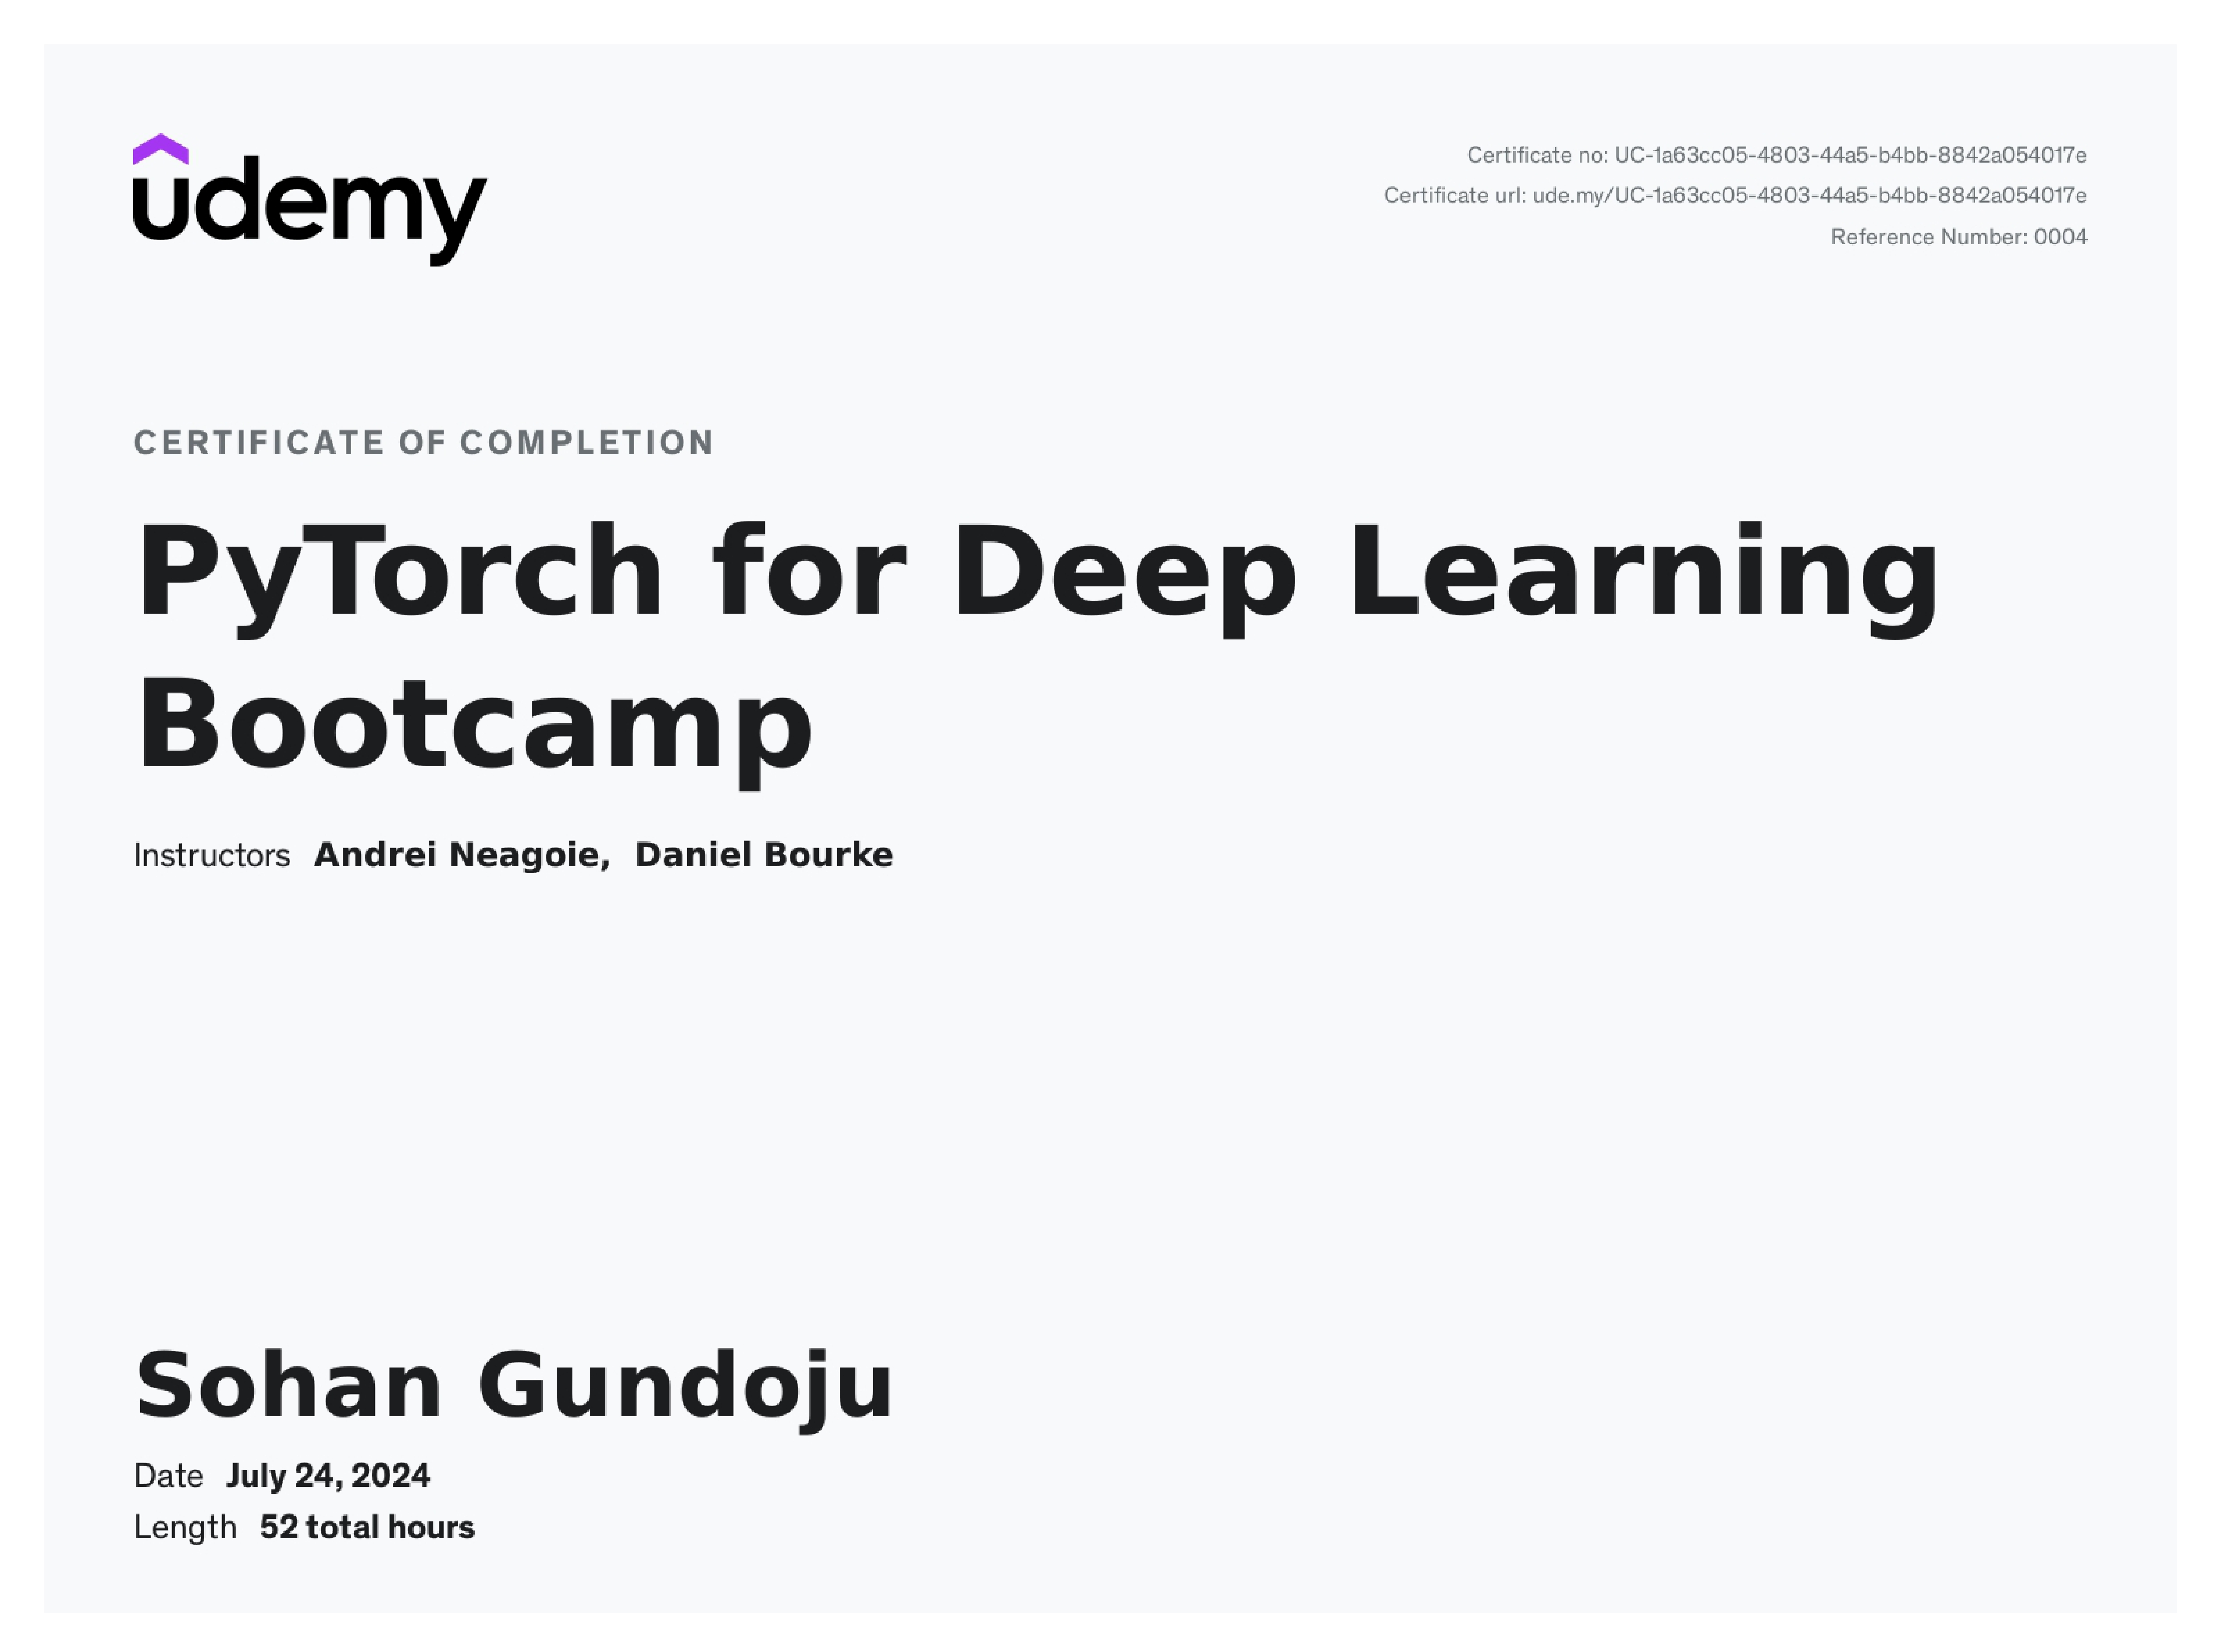 udemy
Certificate no: UC-1a63cc05-4803-44a5-b4bb-8842a054017e
Certificate url: ude.my/UC-1a63cc05-4803-44a5-b4bb-8842a054017e
Reference Number: 0004
CERTIFICATE OF COMPLETION
PyTorch for Deep Learning
Bootcamp
Instructors Andrei Neagoie, Daniel Bourke
Sohan Gundoju
Date July 24, 2024
Length 52 total hours